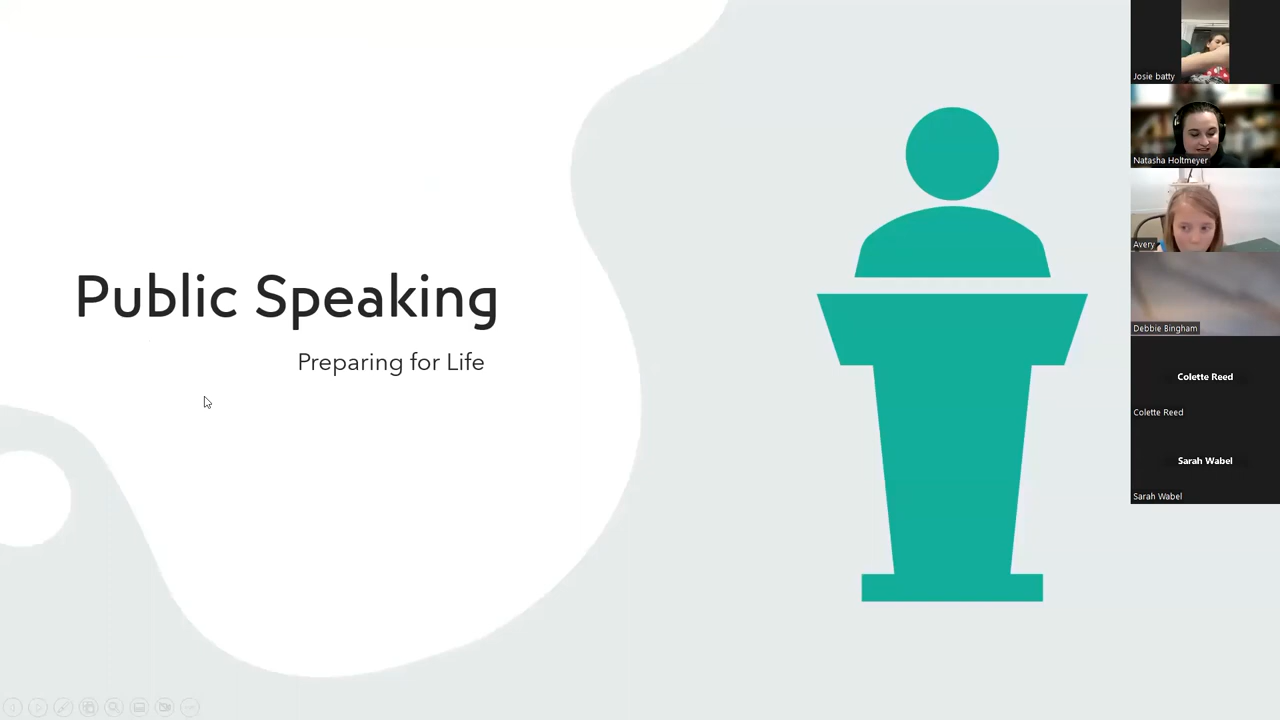 Public Speaking
Preparing for Life
Josie batty
Natasha Holtmeyer
Avery
Debbie Bingham
Colette Reed
Colette Reed
Sarah Wabel
Sarah Wabel